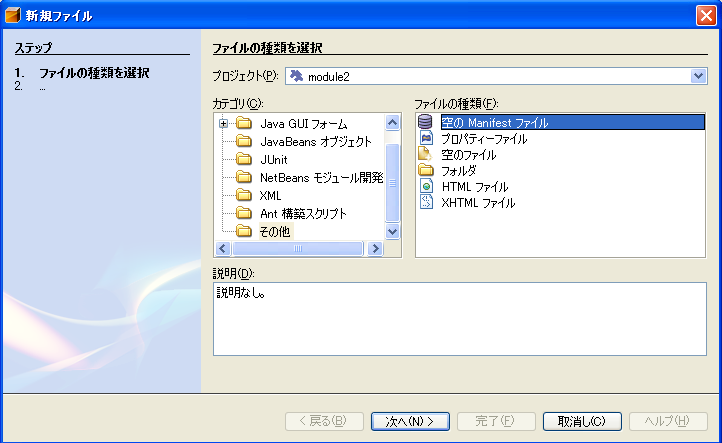 新規ファイル
ステップ
1. ファイルの種類を選択
2. ...
ファイルの種類を選択
プロジェクト(P): module2
カテゴリ(C):
Java GUI フォーム
JavaBeans オブジェクト
JUnit
NetBeans モジュール開発
XML
Ant 構築スクリプト
その他
ファイルの種類(F):
空の Manifest ファイル
プロパティーファイル
空のファイル
フォルダ
HTML ファイル
XHTML ファイル
説明(D):
説明なし。
< 戻る(B)
次へ(N) >
完了(F)
取消し(C)
ヘルプ(H)